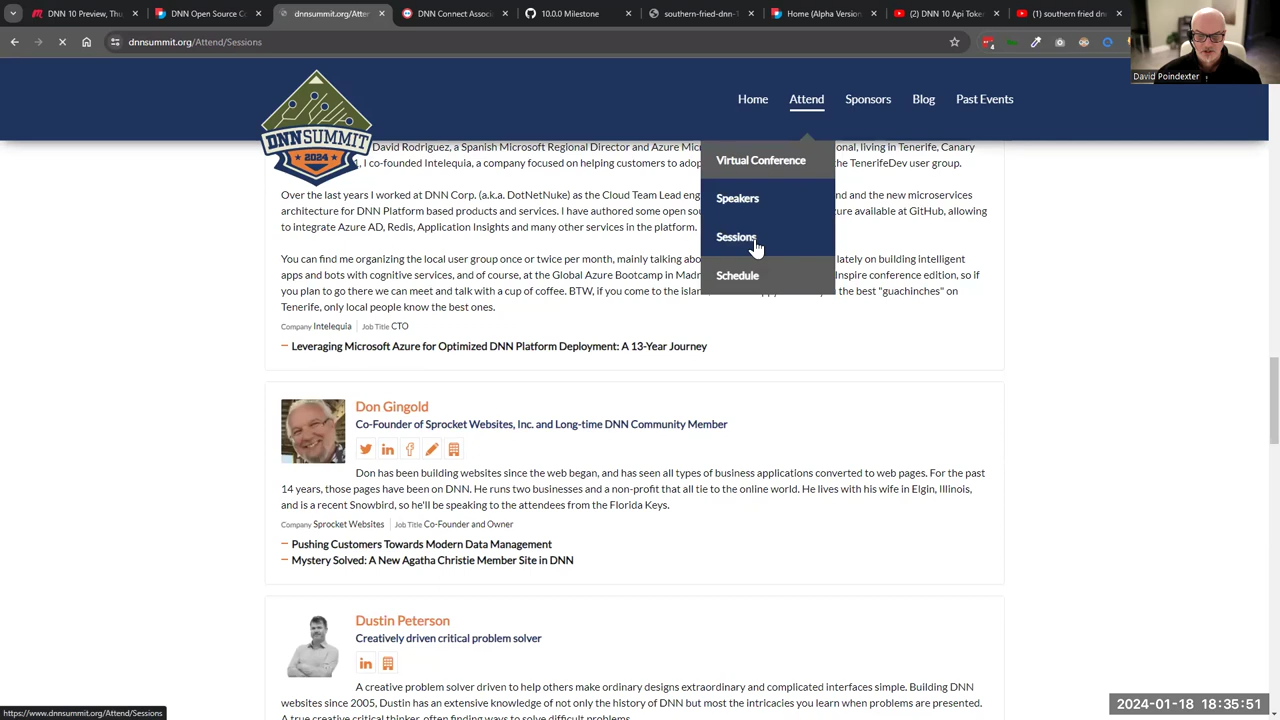 DNN 10 Preview, Thu
DNN Open Source C
dnnsummit.org/Atter
DNN Connect Associa
10.0.0 Milestone
southern-fried-dnn-
Home (Alpha Version
(2) DNN 10 Api Token
(1) southern fried dn
dnnsummit.org/Attend/Sessions
David Poindexter
DNNSUMMIT
2024
Home
Attend
Sponsors
Blog
Past Events
Virtual Conference
Speakers
Sessions
Schedule
David Rodriguez, a Spanish Microsoft Regional Director and Azure Mic onal, living in Tenerife, Canary
I co-founded Intelequia, a company focused on helping customers to adop the TenerifeDev user group.
Over the last years I worked at DNN Corp. (a.k.a. DotNetNuke) as the Cloud Team Lead eng and the new microservices
architecture for DNN Platform based products and services. I have authored some open sou ure available at GitHub, allowing
to integrate Azure AD, Redis, Application Insights and many other services in the platform.
You can find me organizing the local user group once or twice per month, mainly talking abou lately on building intelligent
apps and bots with cognitive services, and of course, at the Global Azure Bootcamp in Madr Inspire conference edition, so if
you plan to go there we can meet and talk with a cup of coffee. BTW, if you come to the islan the best "guachinches" on
Tenerife, only local people know the best ones.
Company Intelequia Job Title CTO
Leveraging Microsoft Azure for Optimized DNN Platform Deployment: A 13-Year Journey
Don Gingold
Co-Founder of Sprocket Websites, Inc. and Long-time DNN Community Member
Don has been building websites since the web began, and has seen all types of business applications converted to web pages. For the past
14 years, those pages have been on DNN. He runs two businesses and a non-profit that all tie to the online world. He lives with his wife in Elgin, Illinois,
and is a recent Snowbird, so he'll be speaking to the attendees from the Florida Keys.
Company Sprocket Websites Job Title Co-Founder and Owner
Pushing Customers Towards Modern Data Management
Mystery Solved: A New Agatha Christie Member Site in DNN
Dustin Peterson
Creatively driven critical problem solver
A creative problem solver driven to help others make ordinary designs extraordinary and complicated interfaces simple. Building DNN
websites since 2005, Dustin has an extensive knowledge of not only the history of DNN but most
A true creative critical thinker, often finding ways to solve difficult problems.
https://www.dnnsummit.org/Attend/Sessions
2024-01-18 18:35:51